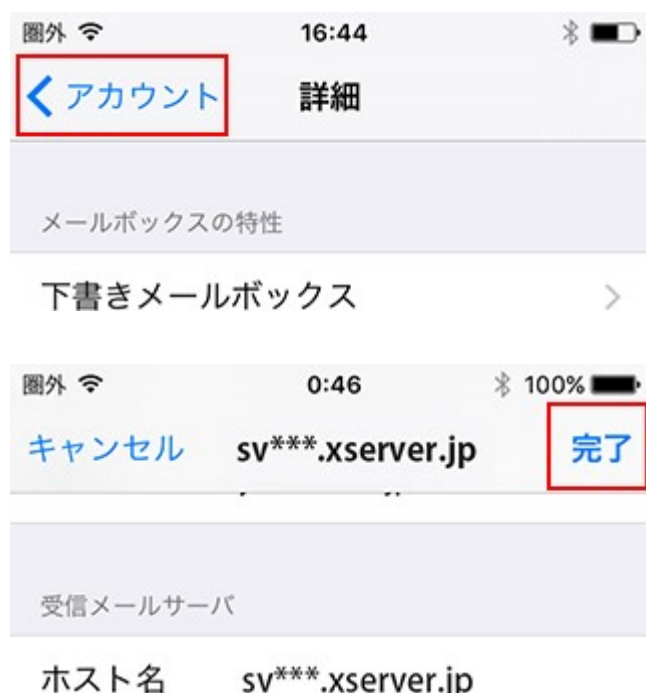 圏外 16:44
アカウント 詳細
メールボックスの特性
下書きメールボックス
圏外 0:46 100%
キャンセル sv***.xserver.jp 完了
受信メールサーバ
ホスト名 sv***.xserver.jp